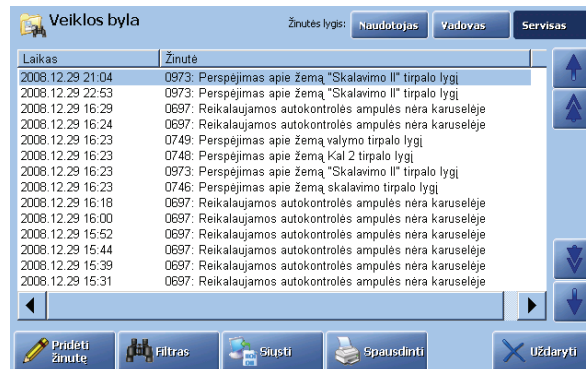 Veiklos byla
Žinutės lygis: Naudotojas Vadovas Servisas
Laikas Žinutė
2008.12.29 21:04 0973: Perspėjimas apie žemą "Skalavimo II" tirpalo lygį
2008.12.29 22:53 0973: Perspėjimas apie žemą "Skalavimo II" tirpalo lygį
2008.12.29 16:29 0697: Reikalaujamos autokontrolės ampulės nėra karuselėje
2008.12.29 16:24 0697: Reikalaujamos autokontrolės ampulės nėra karuselėje
2008.12.29 16:23 0749: Perspėjimas apie žemą valymo tirpalo lygį
2008.12.29 16:23 0748: Perspėjimas apie žemą Kal 2 tirpalo lygį
2008.12.29 16:23 0973: Perspėjimas apie žemą "Skalavimo II" tirpalo lygį
2008.12.29 16:23 0746: Perspėjimas apie žemą skalavimo tirpalo lygį
2008.12.29 16:18 0697: Reikalaujamos autokontrolės ampulės nėra karuselėje
2008.12.29 16:00 0697: Reikalaujamos autokontrolės ampulės nėra karuselėje
2008.12.29 15:52 0697: Reikalaujamos autokontrolės ampulės nėra karuselėje
2008.12.29 15:44 0697: Reikalaujamos autokontrolės ampulės nėra karuselėje
2008.12.29 15:39 0697: Reikalaujamos autokontrolės ampulės nėra karuselėje
2008.12.29 15:31 0697: Reikalaujamos autokontrolės ampulės nėra karuselėje
Pridėti žinutę Filtras Siųsti Spausdinti Uždaryti